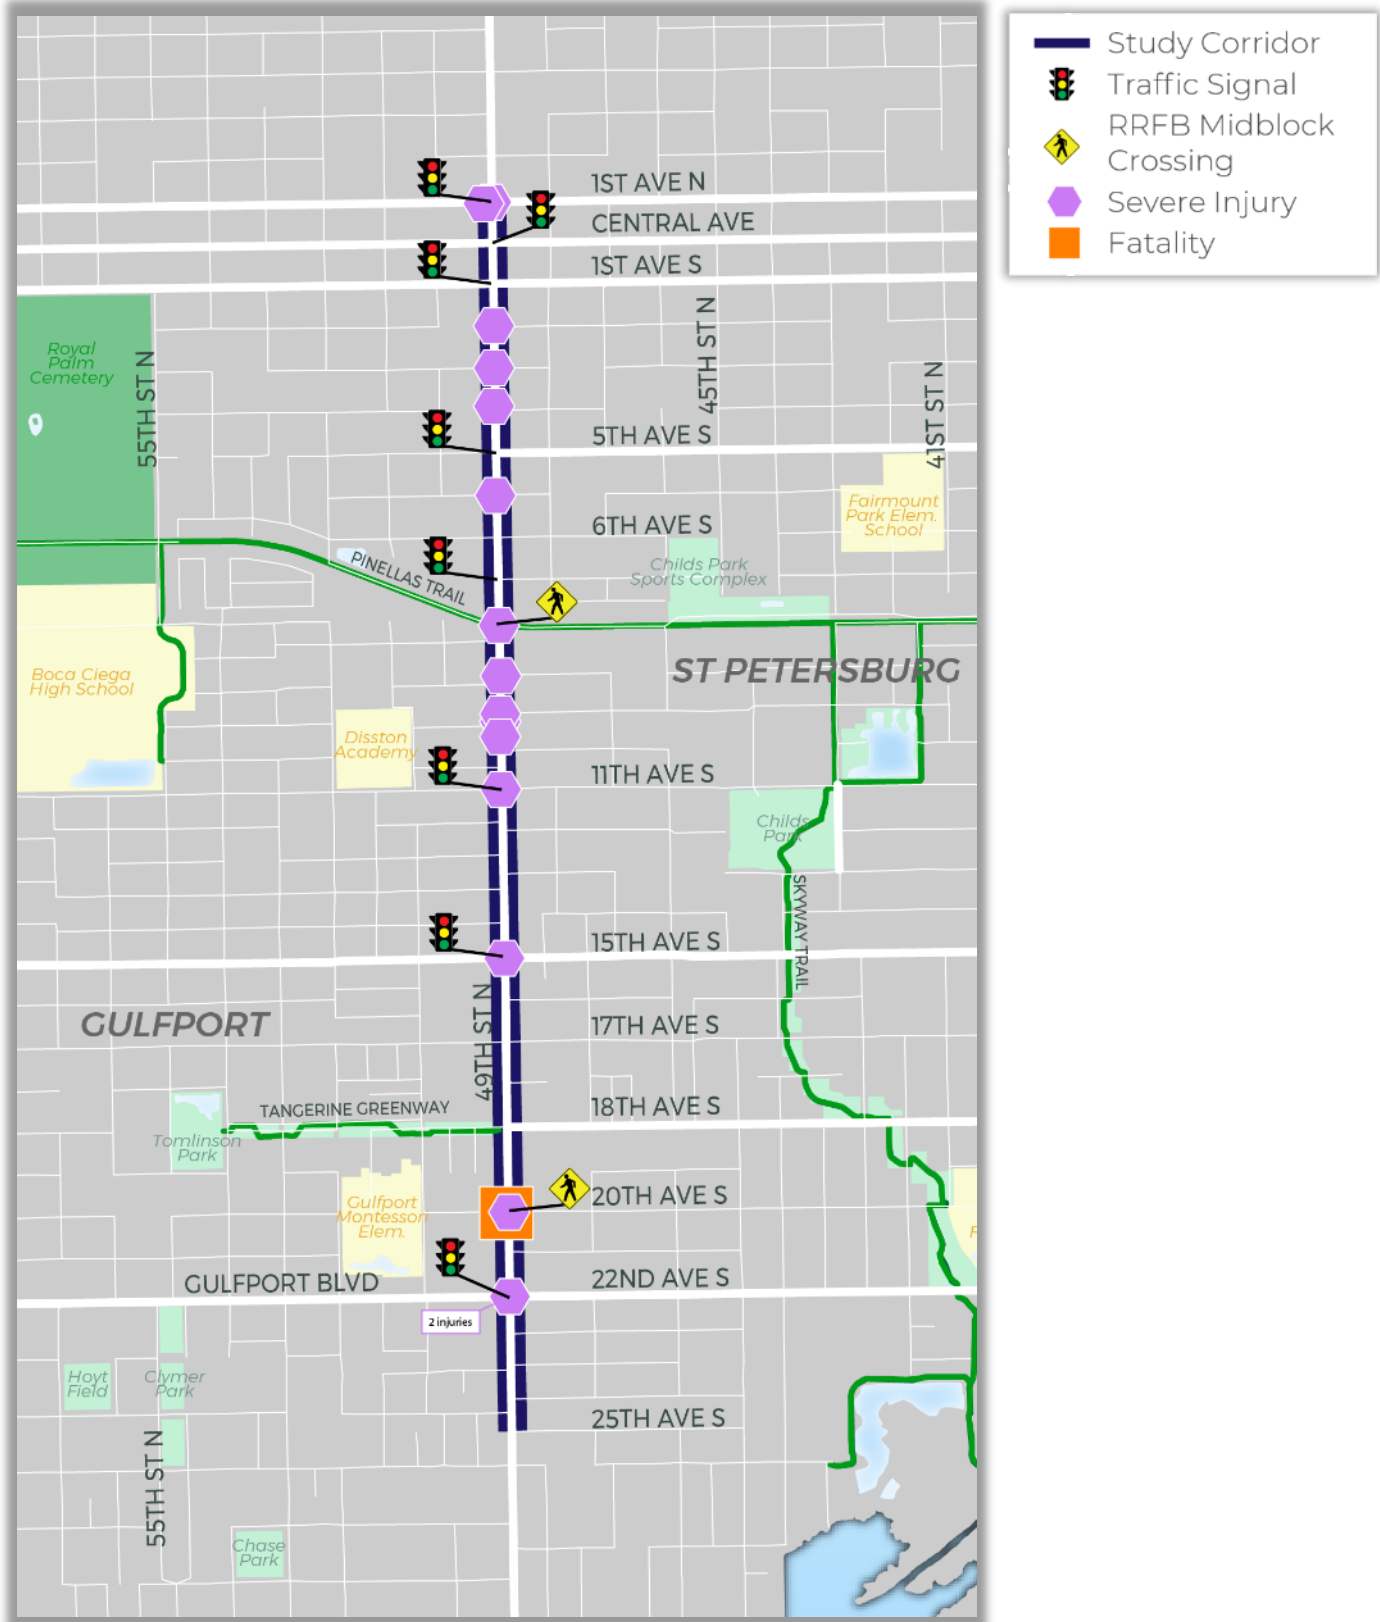 Study Corridor
Traffic Signal
RRFB Midblock
Crossing
Severe Injury
Fatality
1ST AVE N
CENTRAL AVE
1ST AVE S
45TH ST N
Royal
Palm
Cemetery
55TH ST N
41ST ST N
5TH AVE S
Fairmount
Park Elem.
School
6TH AVE S
PINELLAS TRAIL
Childs Park
Sports Complex
ST PETERSBURG
Boca Ciega
High School
Disston
Academy
11TH AVE S
Childs
Park
SKYWAY TRAIL
15TH AVE S
49TH ST N
GULFPORT
17TH AVE S
18TH AVE S
TANGERINE GREENWAY
Tomlinson
Park
20TH AVE S
Gulfport
Montesson
Elem.
F
22ND AVE S
GULFPORT BLVD
2 injuries
Hoyt
Field
Clymer
Park
25TH AVE S
55TH ST N
Chase
Park